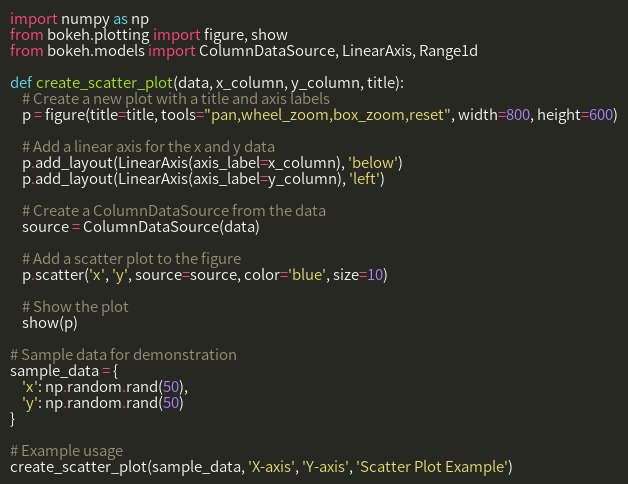 import numpy as np
from bokeh.plotting import figure, show
from bokeh.models import ColumnDataSource, LinearAxis, Range1d

def create_scatter_plot(data, x_column, y_column, title):
    # Create a new plot with a title and axis labels
    p = figure(title=title, tools="pan,wheel_zoom,box_zoom,reset", width=800, height=600)

    # Add a linear axis for the x and y data
    p.add_layout(LinearAxis(axis_label=x_column), 'below')
    p.add_layout(LinearAxis(axis_label=y_column), 'left')

    # Create a ColumnDataSource from the data
    source = ColumnDataSource(data)

    # Add a scatter plot to the figure
    p.scatter('x', 'y', source=source, color='blue', size=10)

    # Show the plot
    show(p)

# Sample data for demonstration
sample_data = {
    'x': np.random.rand(50),
    'y': np.random.rand(50)
}

# Example usage
create_scatter_plot(sample_data, 'X-axis', 'Y-axis', 'Scatter Plot Example')